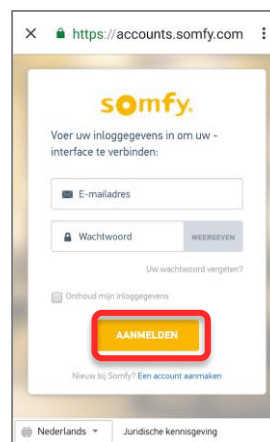 https://accounts.somfy.com
somfy.
Voer uw inloggegevens in om uw -
interface te verbinden:
E-mailadres
Wachtwoord
WEERGEVEN
Uw wachtwoord vergeten?
Onthoud mijn inloggegevens
AANMELDEN
Nieuw bij Somfy? Een account aanmaken
Nederlands
Juridische kennisgeving